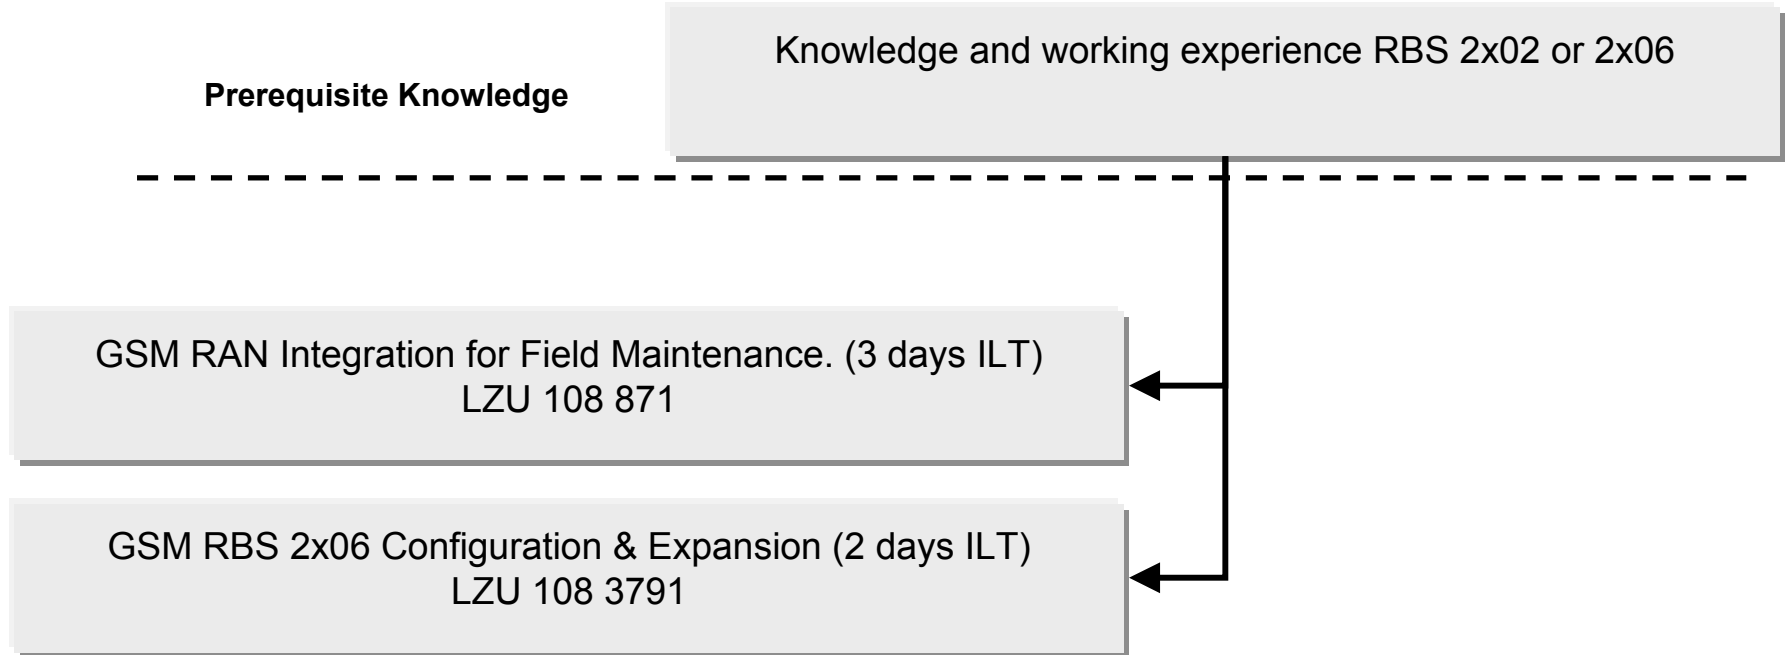 Knowledge and working experience RBS 2x02 or 2x06
Prerequisite Knowledge
GSM RAN Integration for Field Maintenance. (3 days ILT)
LZU 108 871
GSM RBS 2x06 Configuration & Expansion (2 days ILT)
LZU 108 3791